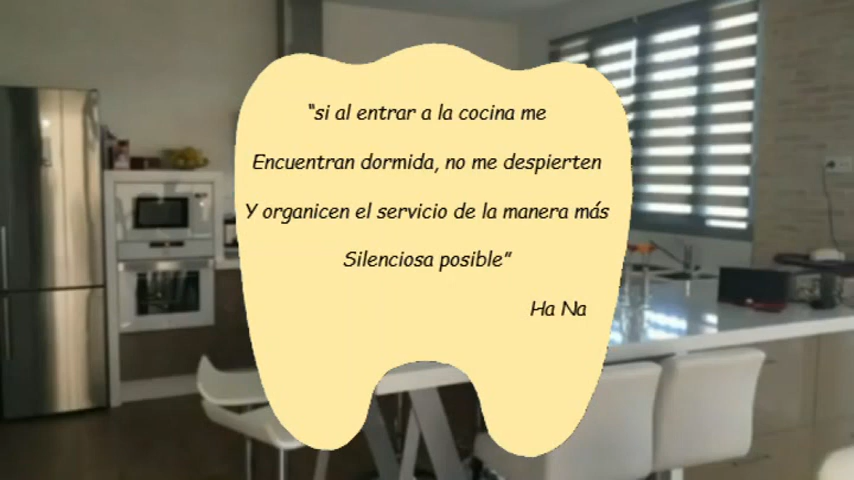 “si al entrar a la cocina me
Encuentran dormida, no me despierten
Y organicen el servicio de la manera más
Silenciosa posible”
Ha Na